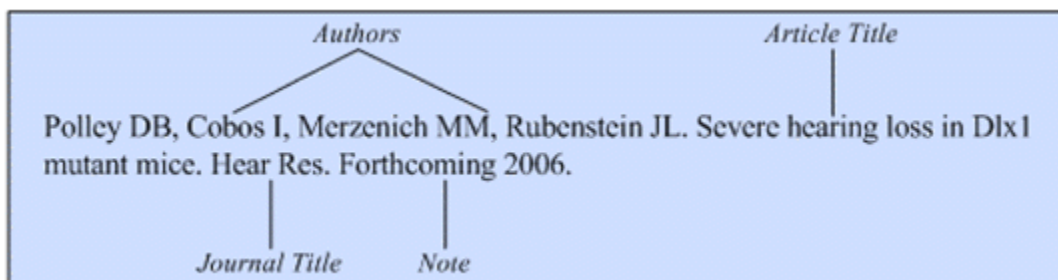 Authors Article Title
Polley DB, Cobos I, Merzenich MM, Rubenstein JL. Severe hearing loss in Dlx1
mutant mice. Hear Res. Forthcoming 2006.
Journal Title Note